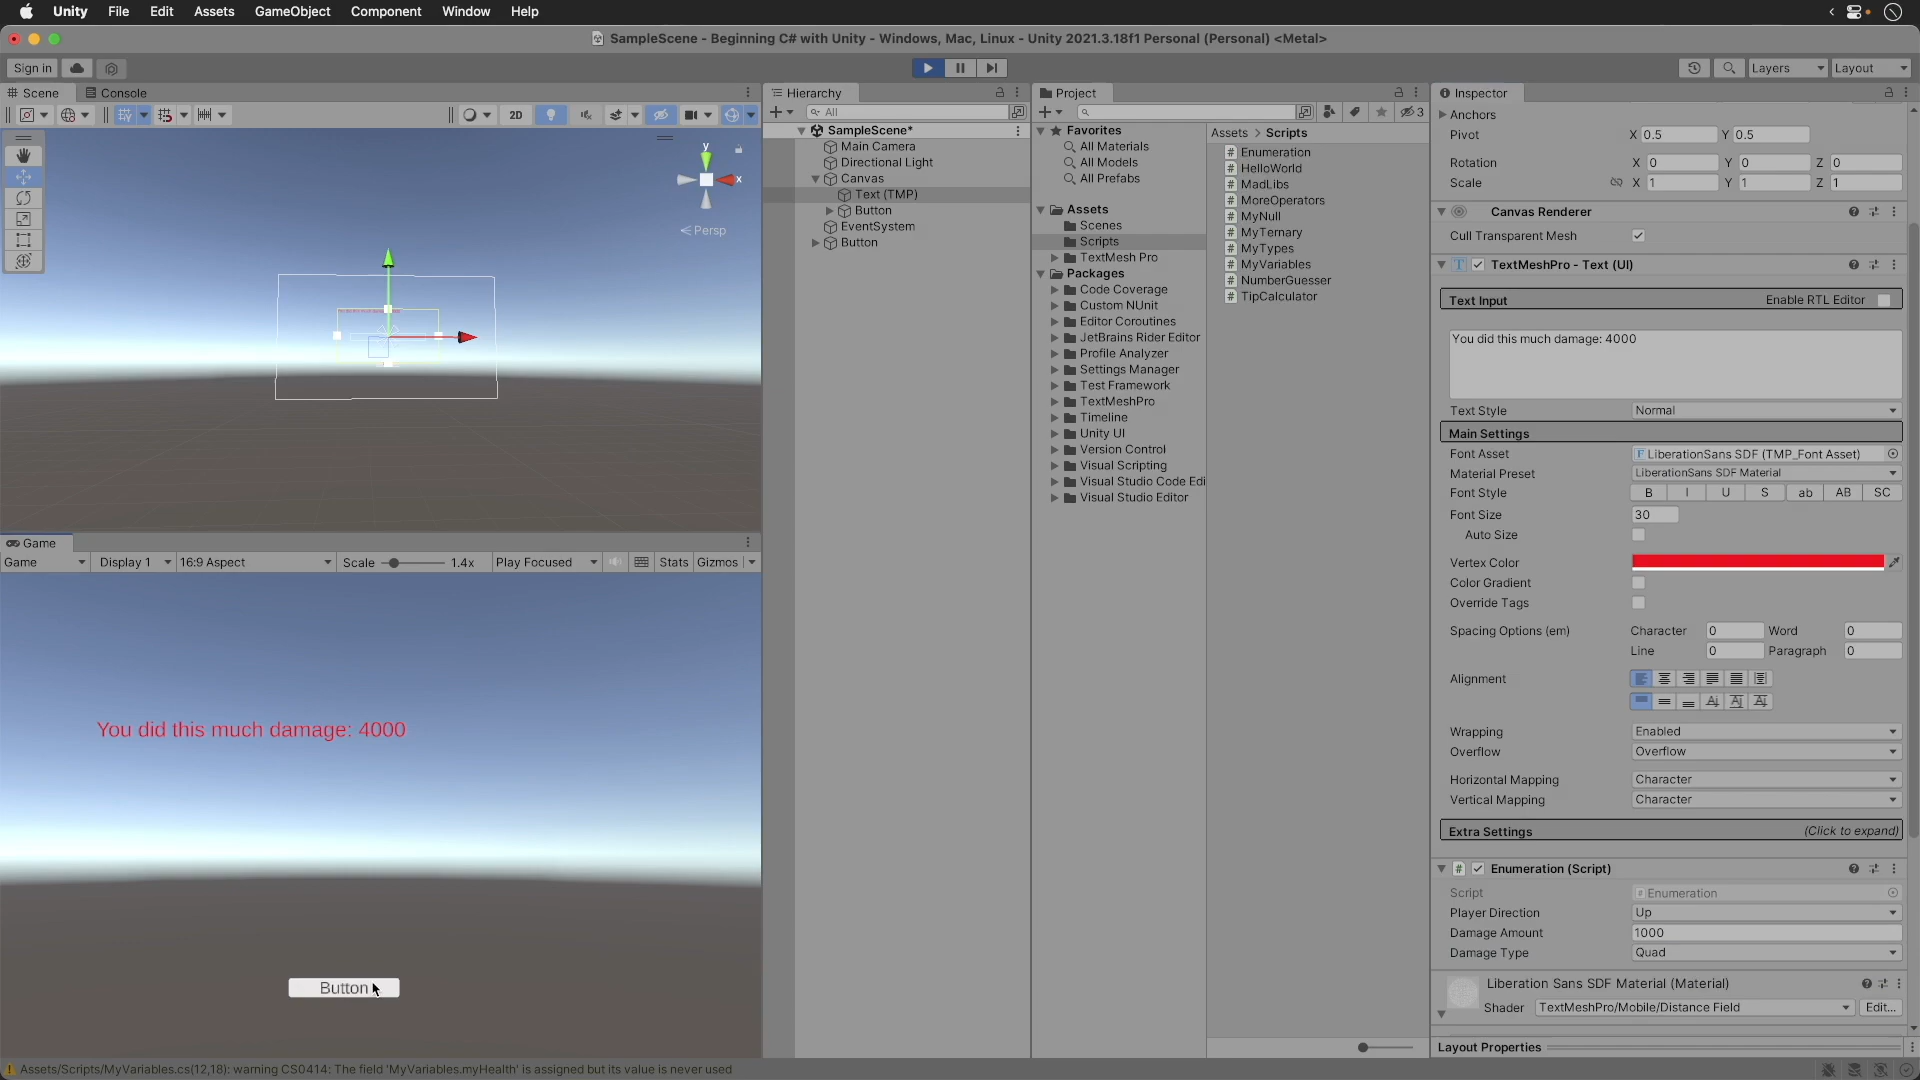 Unity File Edit Assets GameObject Component Window Help
SampleScene - Beginning C# with Unity - Windows, Mac, Linux - Unity 2021.3.18f1 Personal (Personal) <Metal>
Sign in
Layers
Layout
Scene
Console
2D
y
x
Persp
Game
Game
Display 1
16:9 Aspect
Scale
1.4x
Play Focused
Stats
Gizmos
You did this much damage: 4000
Button
Hierarchy
All
SampleScene*
Main Camera
Directional Light
Canvas
Text (TMP)
Button
EventSystem
Button
Project
3
Favorites
All Materials
All Models
All Prefabs
Assets
Scenes
Scripts
TextMesh Pro
Packages
Code Coverage
Custom NUnit
Editor Coroutines
JetBrains Rider Editor
Profile Analyzer
Settings Manager
Test Framework
TextMeshPro
Timeline
Unity UI
Version Control
Visual Scripting
Visual Studio Code Edi
Visual Studio Editor
Assets > Scripts
Enumeration
HelloWorld
MadLibs
MoreOperators
MyNull
MyTernary
MyTypes
MyVariables
NumberGuesser
TipCalculator
Inspector
Anchors
Pivot X 0.5 Y 0.5
Rotation X 0 Y 0 Z 0
Scale X 1 Y 1 Z 1
Canvas Renderer
Cull Transparent Mesh
TextMeshPro - Text (UI)
Text Input Enable RTL Editor
You did this much damage: 4000
Text Style Normal
Main Settings
Font Asset LiberationSans SDF (TMP_Font Asset)
Material Preset LiberationSans SDF Material
Font Style B I U S ab AB SC
Font Size 30
Auto Size
Vertex Color
Color Gradient
Override Tags
Spacing Options (em) Character 0 Word 0
Line 0 Paragraph 0
Alignment
Wrapping Enabled
Overflow Overflow
Horizontal Mapping Character
Vertical Mapping Character
Extra Settings (Click to expand)
# Enumeration (Script)
Script Enumeration
Player Direction Up
Damage Amount 1000
Damage Type Quad
Liberation Sans SDF Material (Material)
Shader TextMeshPro/Mobile/Distance Field Edit...
Layout Properties
Assets/Scripts/MyVariables.cs(12,18): warning CS0414: The field 'MyVariables.myHealth' is assigned but its value is never used